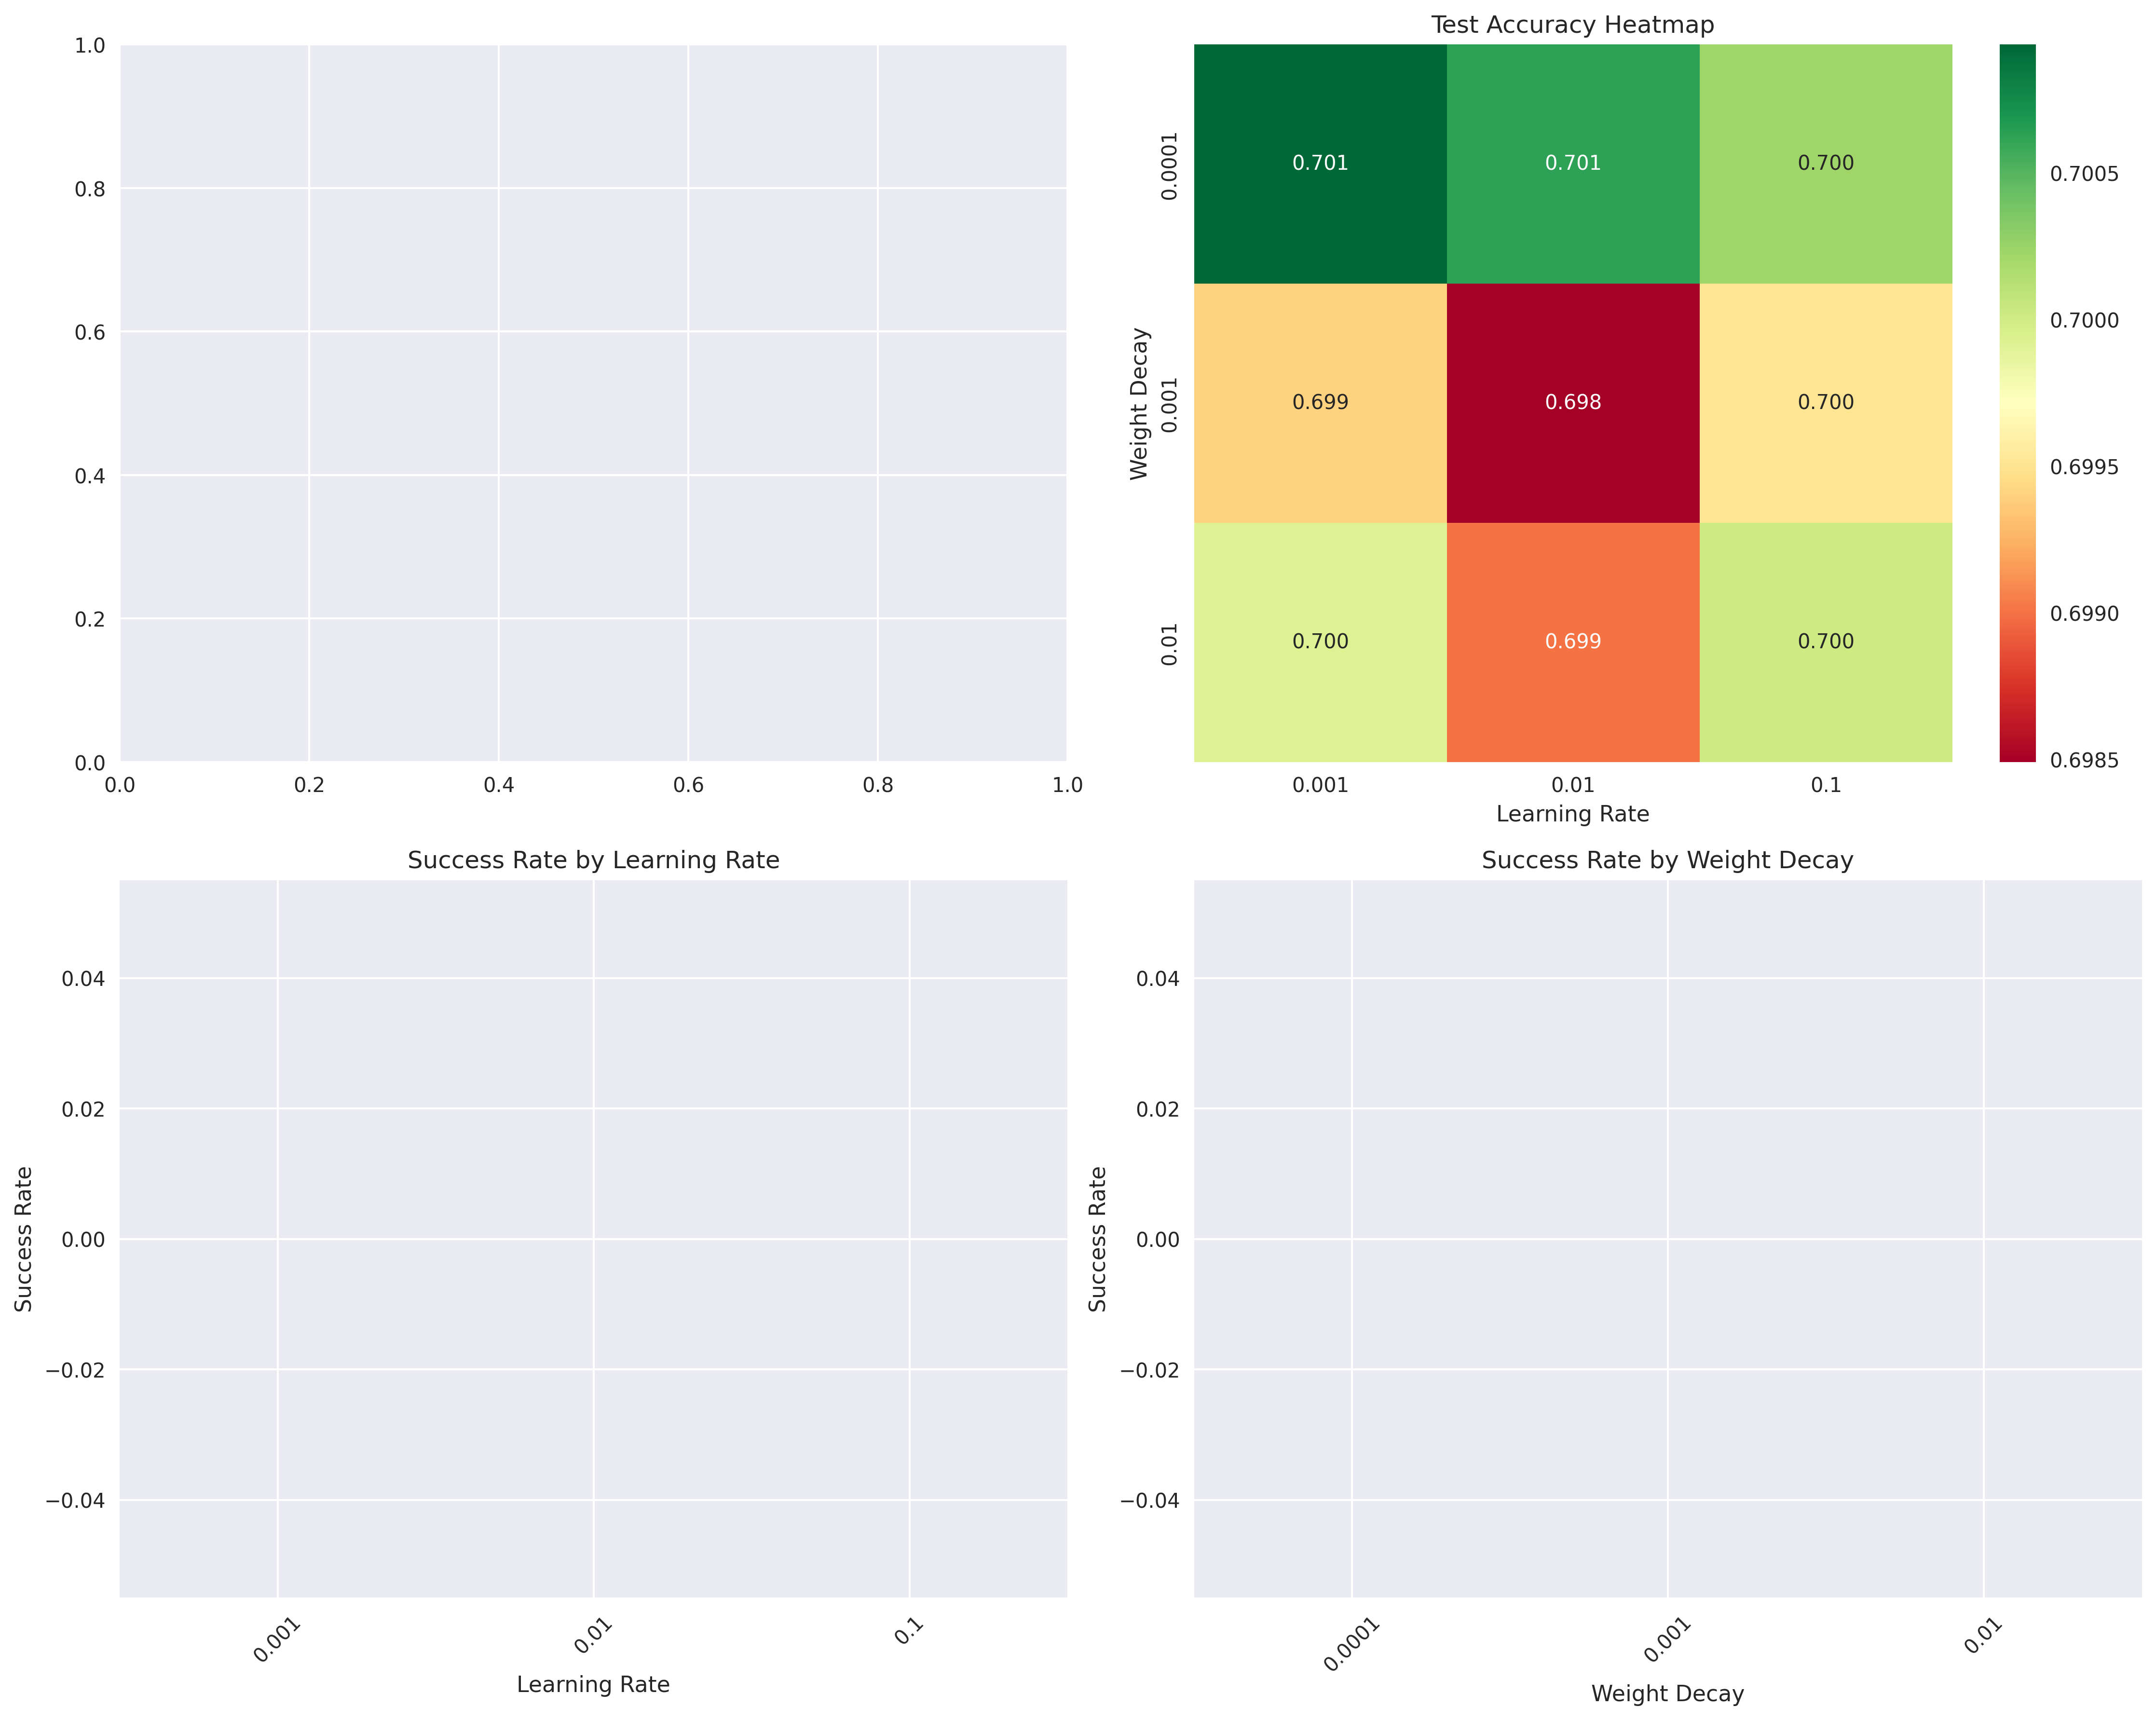 1.0
0.8
0.6
0.4
0.2
0.0
0.0 0.2 0.4 0.6 0.8 1.0
Test Accuracy Heatmap
Weight Decay
0.0001
0.001
0.01
0.701 0.701 0.700
0.699 0.698 0.700
0.700 0.699 0.700
0.001 0.01 0.1
Learning Rate
0.7005
0.7000
0.6995
0.6990
0.6985
Success Rate by Learning Rate
Success Rate
0.04
0.02
0.00
−0.02
−0.04
0.001 0.01 0.1
Learning Rate
Success Rate by Weight Decay
Success Rate
0.04
0.02
0.00
−0.02
−0.04
0.0001 0.001 0.01
Weight Decay